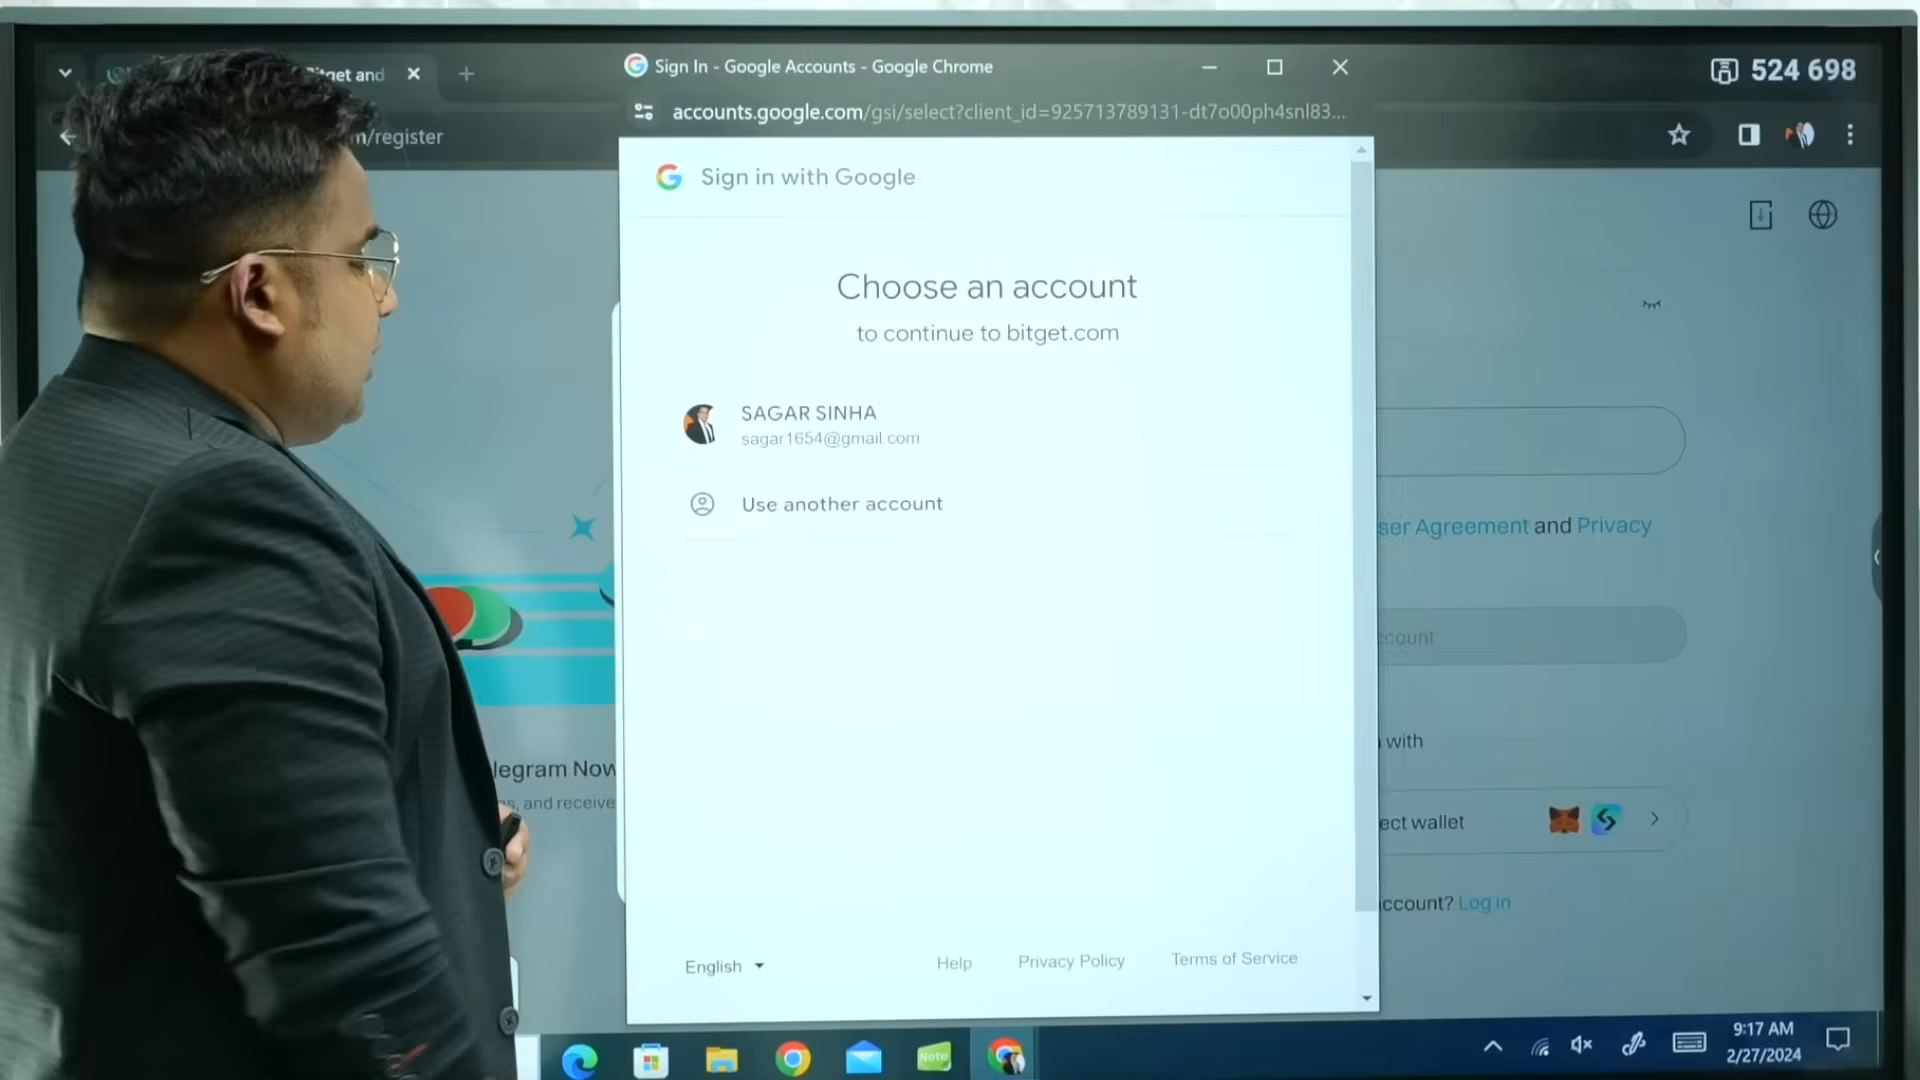 Bitget and
Sign In - Google Accounts - Google Chrome
524 698
accounts.google.com/gsi/select?client_id=925713789131-dt7o00ph4snl83...
/register
Sign in with Google
Choose an account
to continue to bitget.com
SAGAR SINHA
sagar1654@gmail.com
Use another account
ser Agreement and Privacy
ccount
with
legram Now
and receive
ect wallet
ccount? Log in
English
Help
Privacy Policy
Terms of Service
Note
9:17 AM
2/27/2024